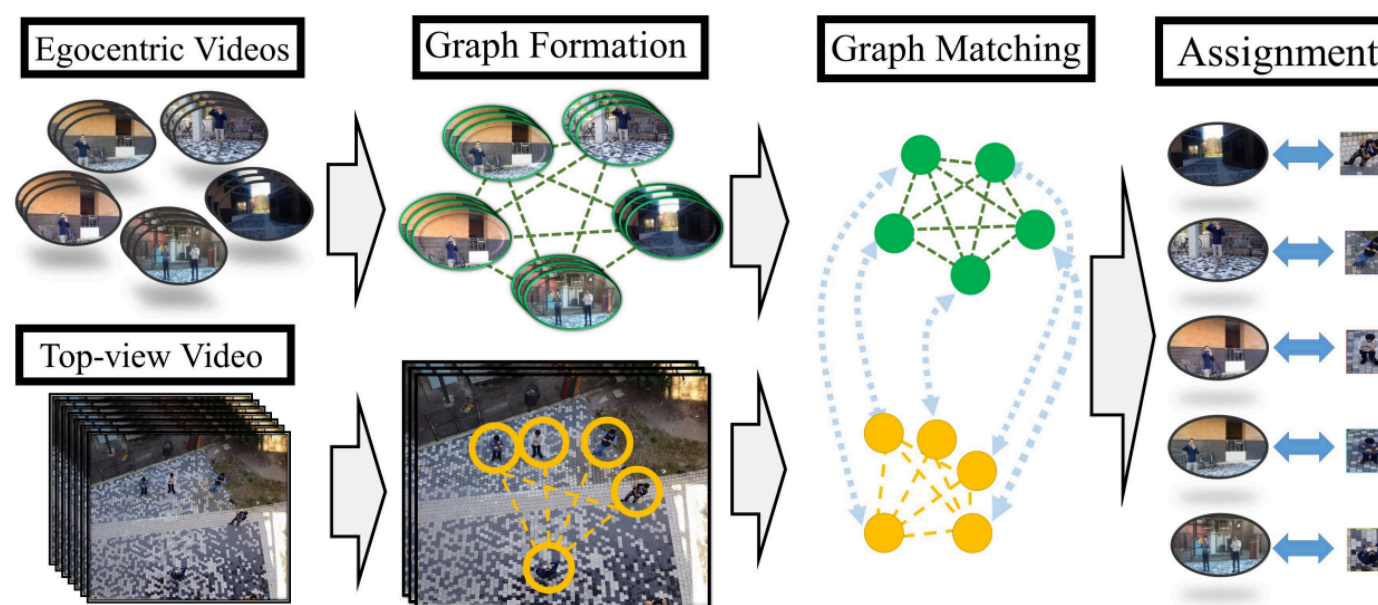 Egocentric Videos
Graph Formation
Graph Matching
Assignment
Top-view Video